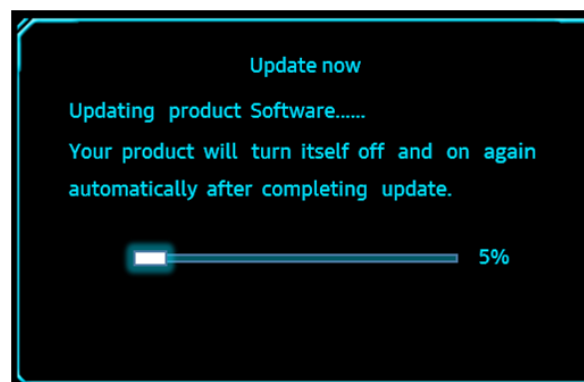 Update now
Updating product Software......
Your product will turn itself off and on again
automatically after completing update.
5%